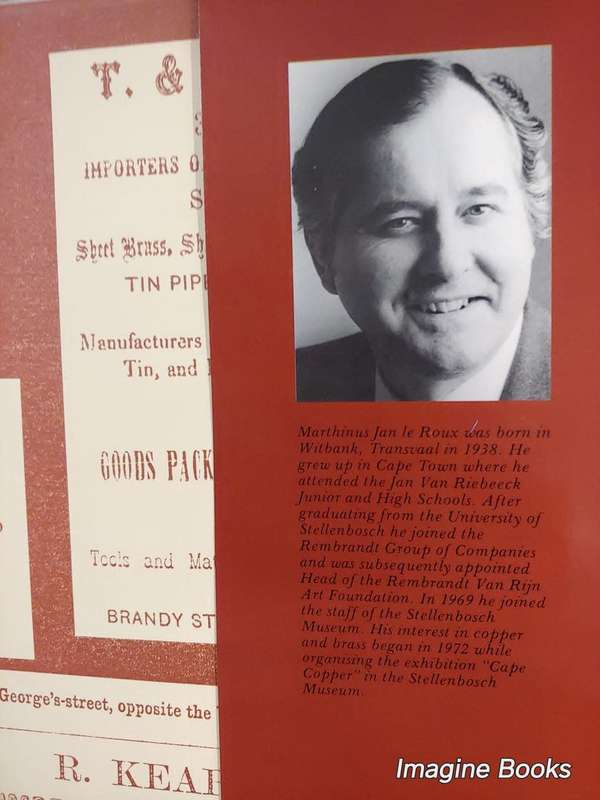 T. &
IMPORTERS O
S
Sheet Brass, Sh
TIN PIP
Manufacturers
Tin, and
GOODS PACK
Tools and Ma
BRANDY ST
George's-street, opposite the
R. KEAR
Marthinus Jan le Roux was born in
Witbank, Transvaal in 1938. He
grew up in Cape Town where he
attended the Jan Van Riebeeck
Junior and High Schools. After
graduating from the University of
Stellenbosch he joined the
Rembrandt Group of Companies
and was subsequently appointed
Head of the Rembrandt Van Rijn
Art Foundation. In 1969 he joined
the staff of the Stellenbosch
Museum. His interest in copper
and brass began in 1972 while
organising the exhibition "Cape
Copper" in the Stellenbosch
Museum.
Imagine Books